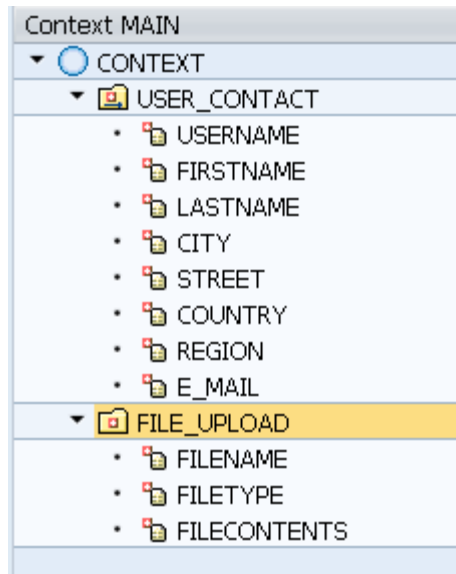 Context MAIN
CONTEXT
USER_CONTACT
USERNAME
FIRSTNAME
LASTNAME
CITY
STREET
COUNTRY
REGION
E_MAIL
FILE_UPLOAD
FILENAME
FILETYPE
FILECONTENTS